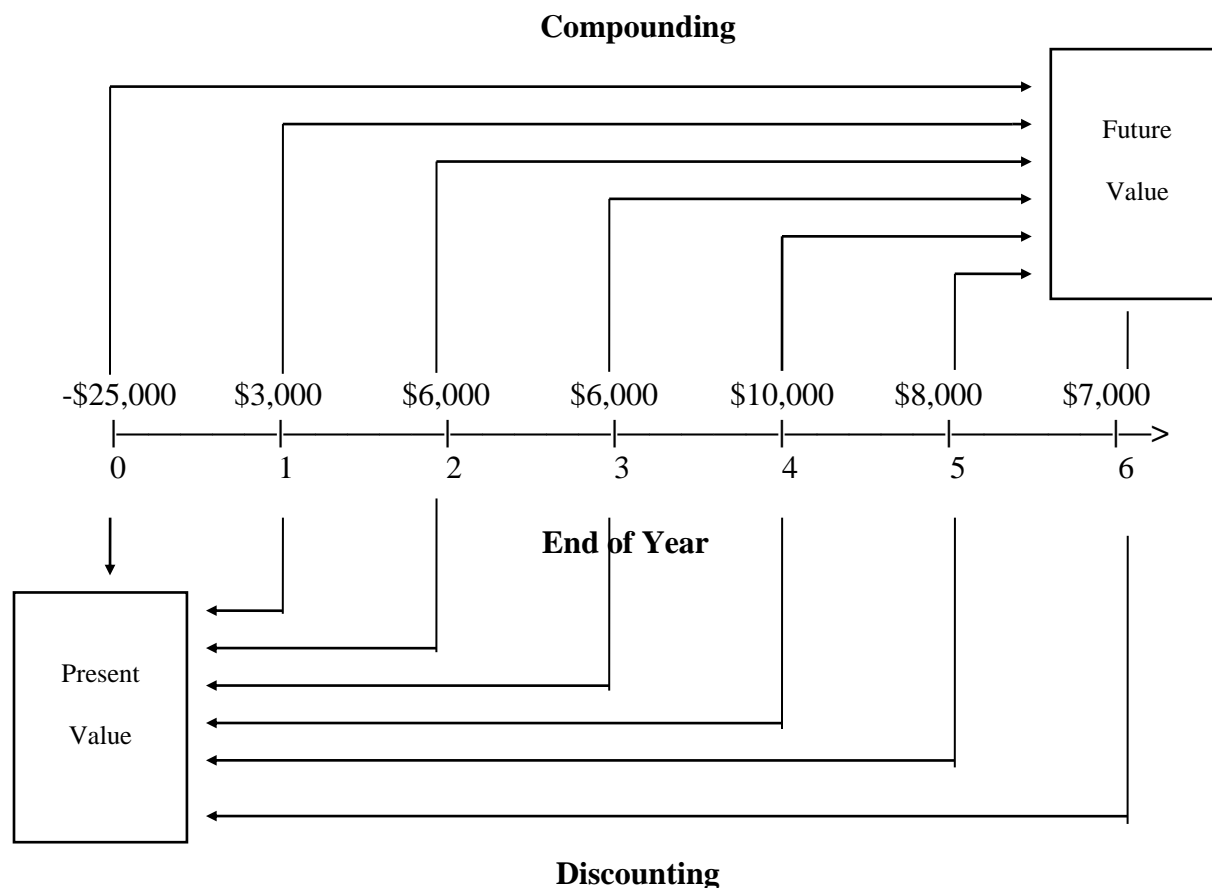 Compounding
Future
Value
-$25,000 $3,000 $6,000 $6,000 $10,000 $8,000 $7,000
0 1 2 3 4 5 6
End of Year
Present
Value
Discounting